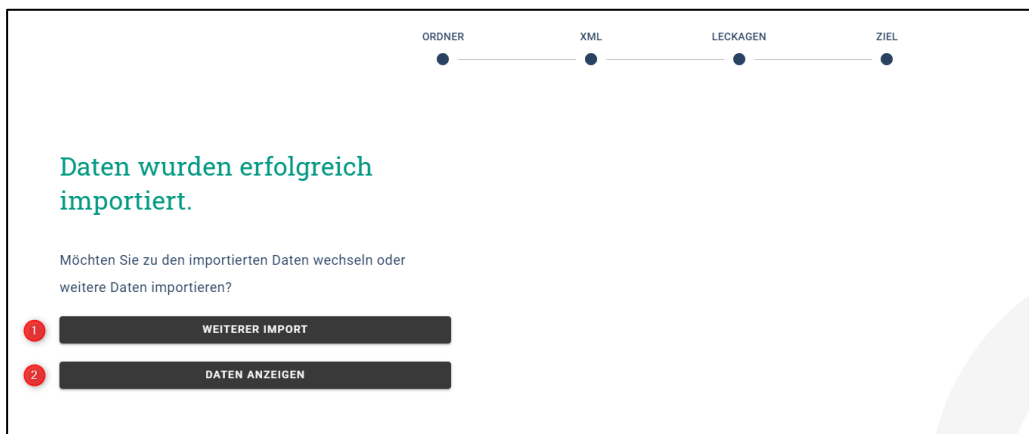 ORDNER XML LECKAGEN ZIEL
Daten wurden erfolgreich
importiert.
Möchten Sie zu den importierten Daten wechseln oder
weitere Daten importieren?
1 WEITERER IMPORT
2 DATEN ANZEIGEN